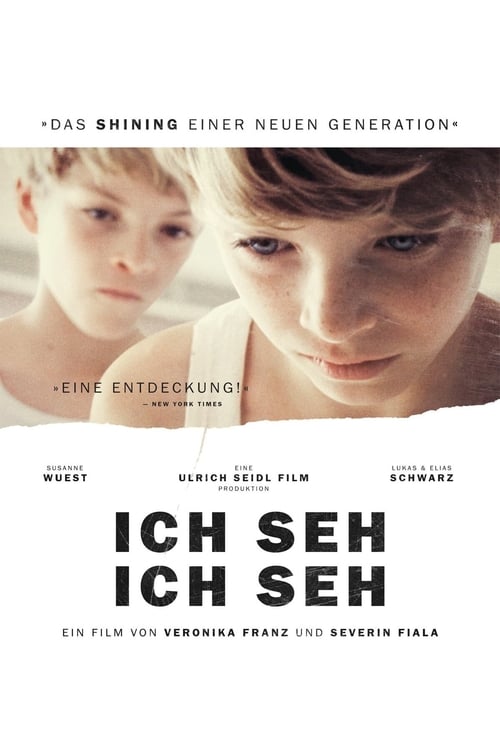 »DAS SHINING EINER NEUEN GENERATION«
»EINE ENTDECKUNG!«
— NEW YORK TIMES
SUSANNE
WUEST
EINE
ULRICH SEIDL FILM
PRODUKTION
LUKAS & ELIAS
SCHWARZ
ICH SEH
ICH SEH
EIN FILM VON VERONIKA FRANZ UND SEVERIN FIALA